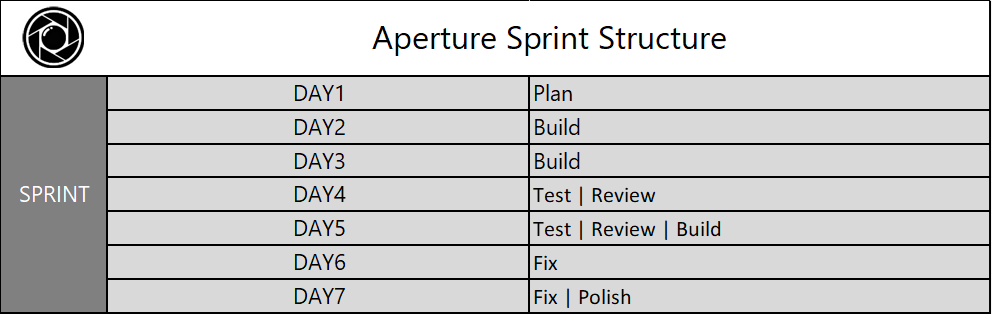 Aperture Sprint Structure
SPRINT
DAY1 Plan
DAY2 Build
DAY3 Build
DAY4 Test | Review
DAY5 Test | Review | Build
DAY6 Fix
DAY7 Fix | Polish